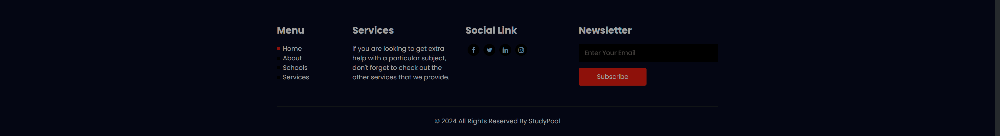 Menu
Home
About
Schools
Services
Services
If you are looking to get extra
help with a particular subject,
don't forget to check out the
other services that we provide.
Social Link
Newsletter
Enter Your Email
Subscribe
© 2024 All Rights Reserved By StudyPool